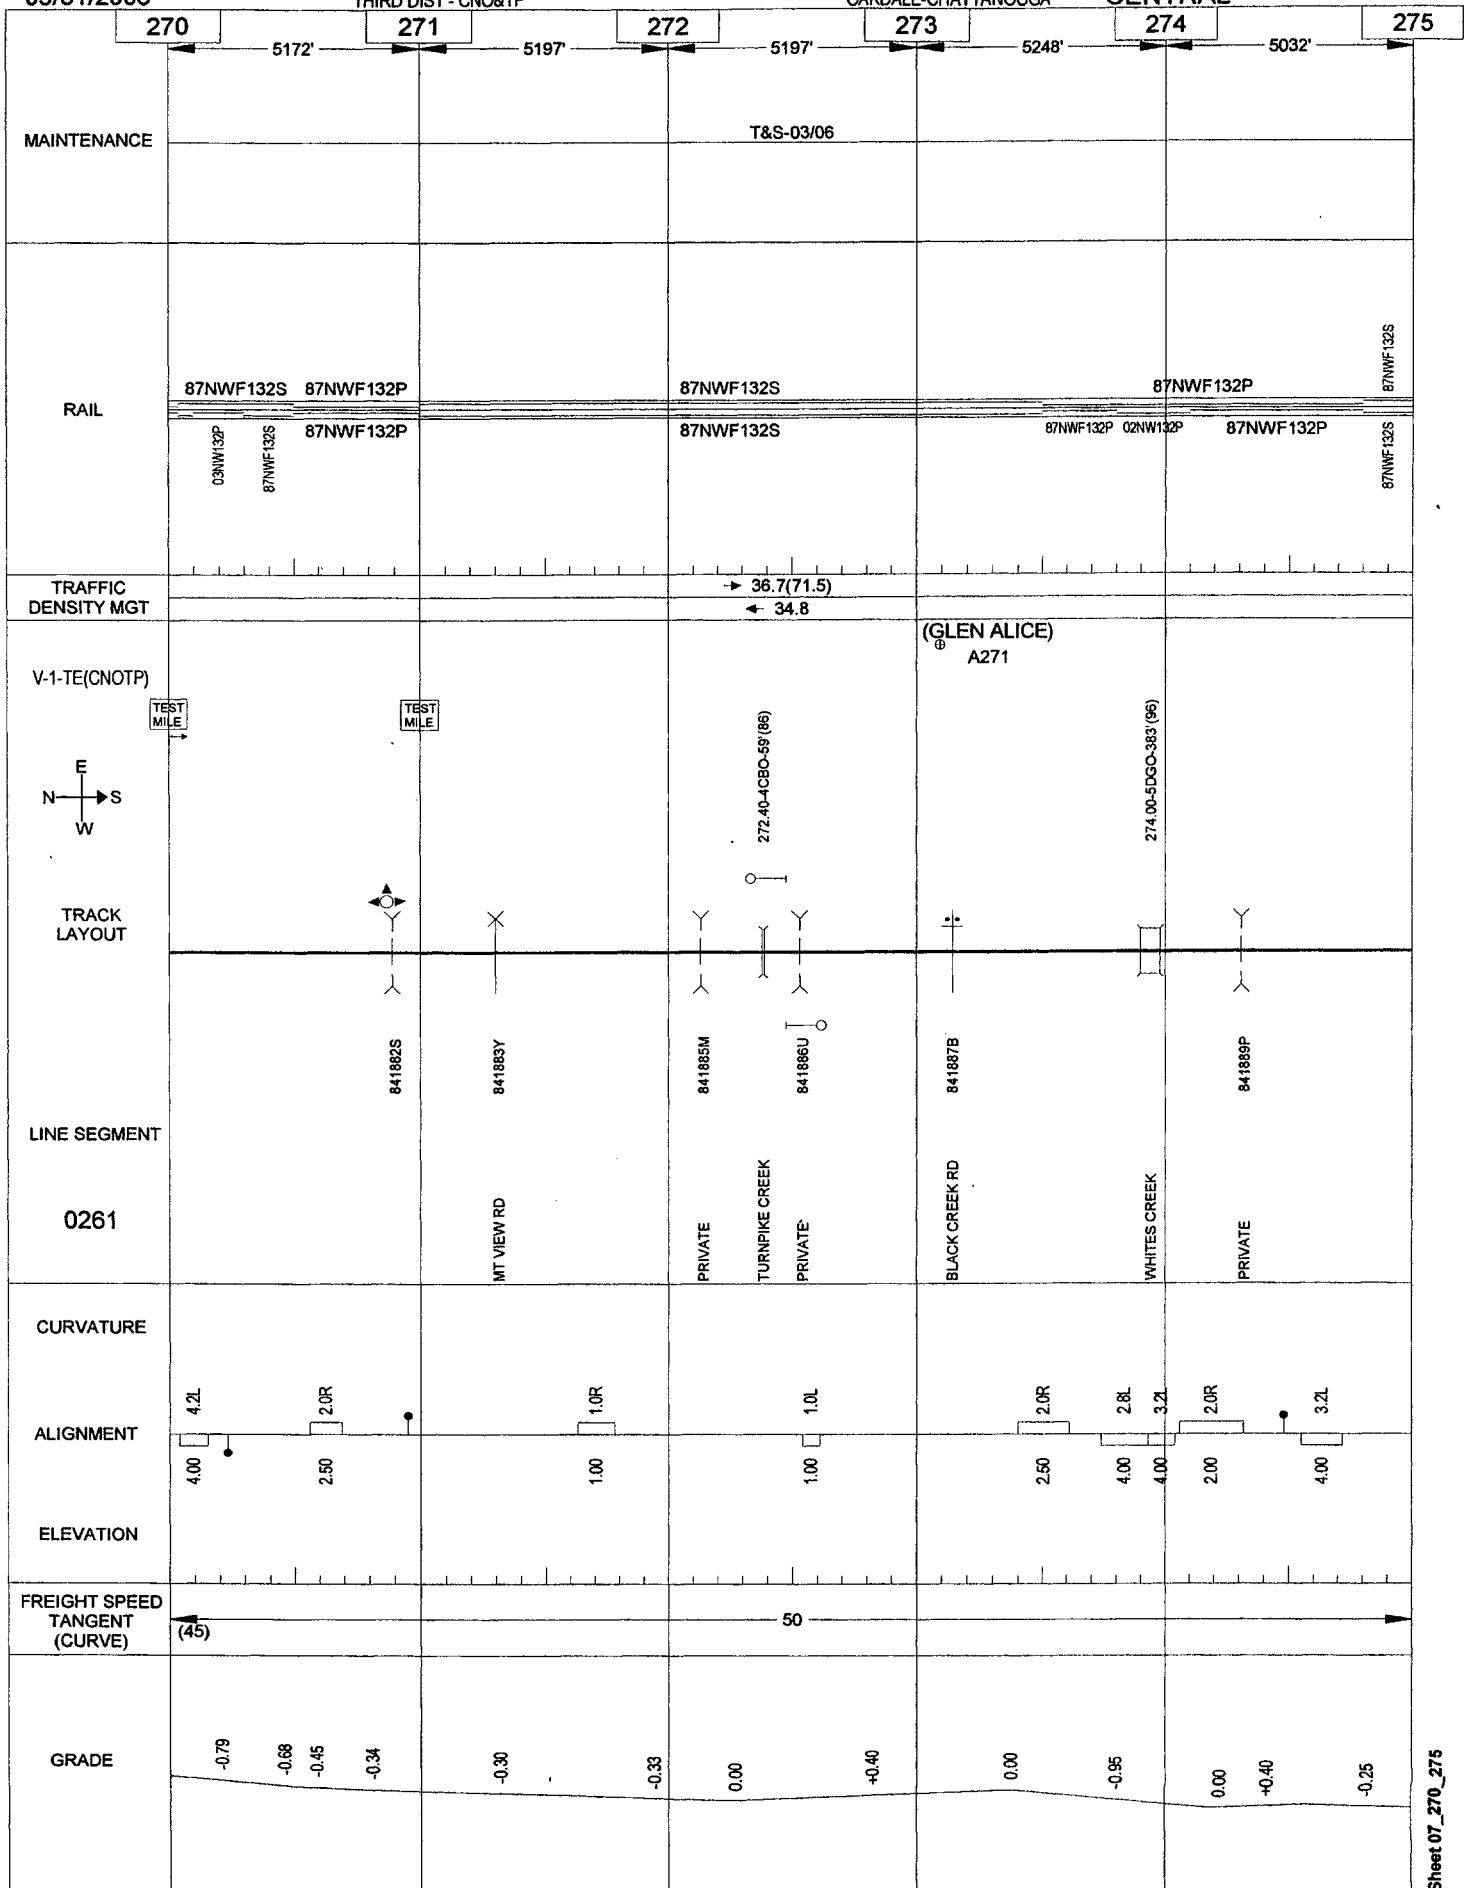 THIRD DIST - CNO&TP
OAKDALE-CHATTANOOGA
CENTRAL
270 271 272 273 274 275
5172' 5197' 5197' 5248' 5032'
MAINTENANCE
T&S-03/06
87NWF132S
87NWF132S 87NWF132P 87NWF132S 87NWF132P
RAIL
87NWF132P 87NWF132S 87NWF132P 02NW132P 87NWF132P
03NW132P 87NWF132S 87NWF132S
TRAFFIC
DENSITY MGT
36.7(71.5)
34.8
(GLEN ALICE)
A271
V-1-TE(CNOTP)
TEST
MILE
TEST
MILE
272.40-4CBO-59'(86)
274.00-5DGO-383'(96)
E
N S
W
TRACK
LAYOUT
841882S 841883Y 841885M 841886U 841887B 841889P
LINE SEGMENT
0261
MT VIEW RD PRIVATE TURNPIKE CREEK PRIVATE BLACK CREEK RD WHITES CREEK PRIVATE
CURVATURE
4.2L 2.0R 1.0R 1.0L 2.0R 2.8L 3.2L 2.0R 3.2L
ALIGNMENT
4.00 2.50 1.00 1.00 2.50 4.00 4.00 2.00 4.00
ELEVATION
FREIGHT SPEED
TANGENT
(CURVE)
50
(45)
GRADE
-0.79 -0.68 -0.45 -0.34 -0.30 -0.33 0.00 +0.40 0.00 -0.95 0.00 +0.40 -0.25
Sheet 07_270_275